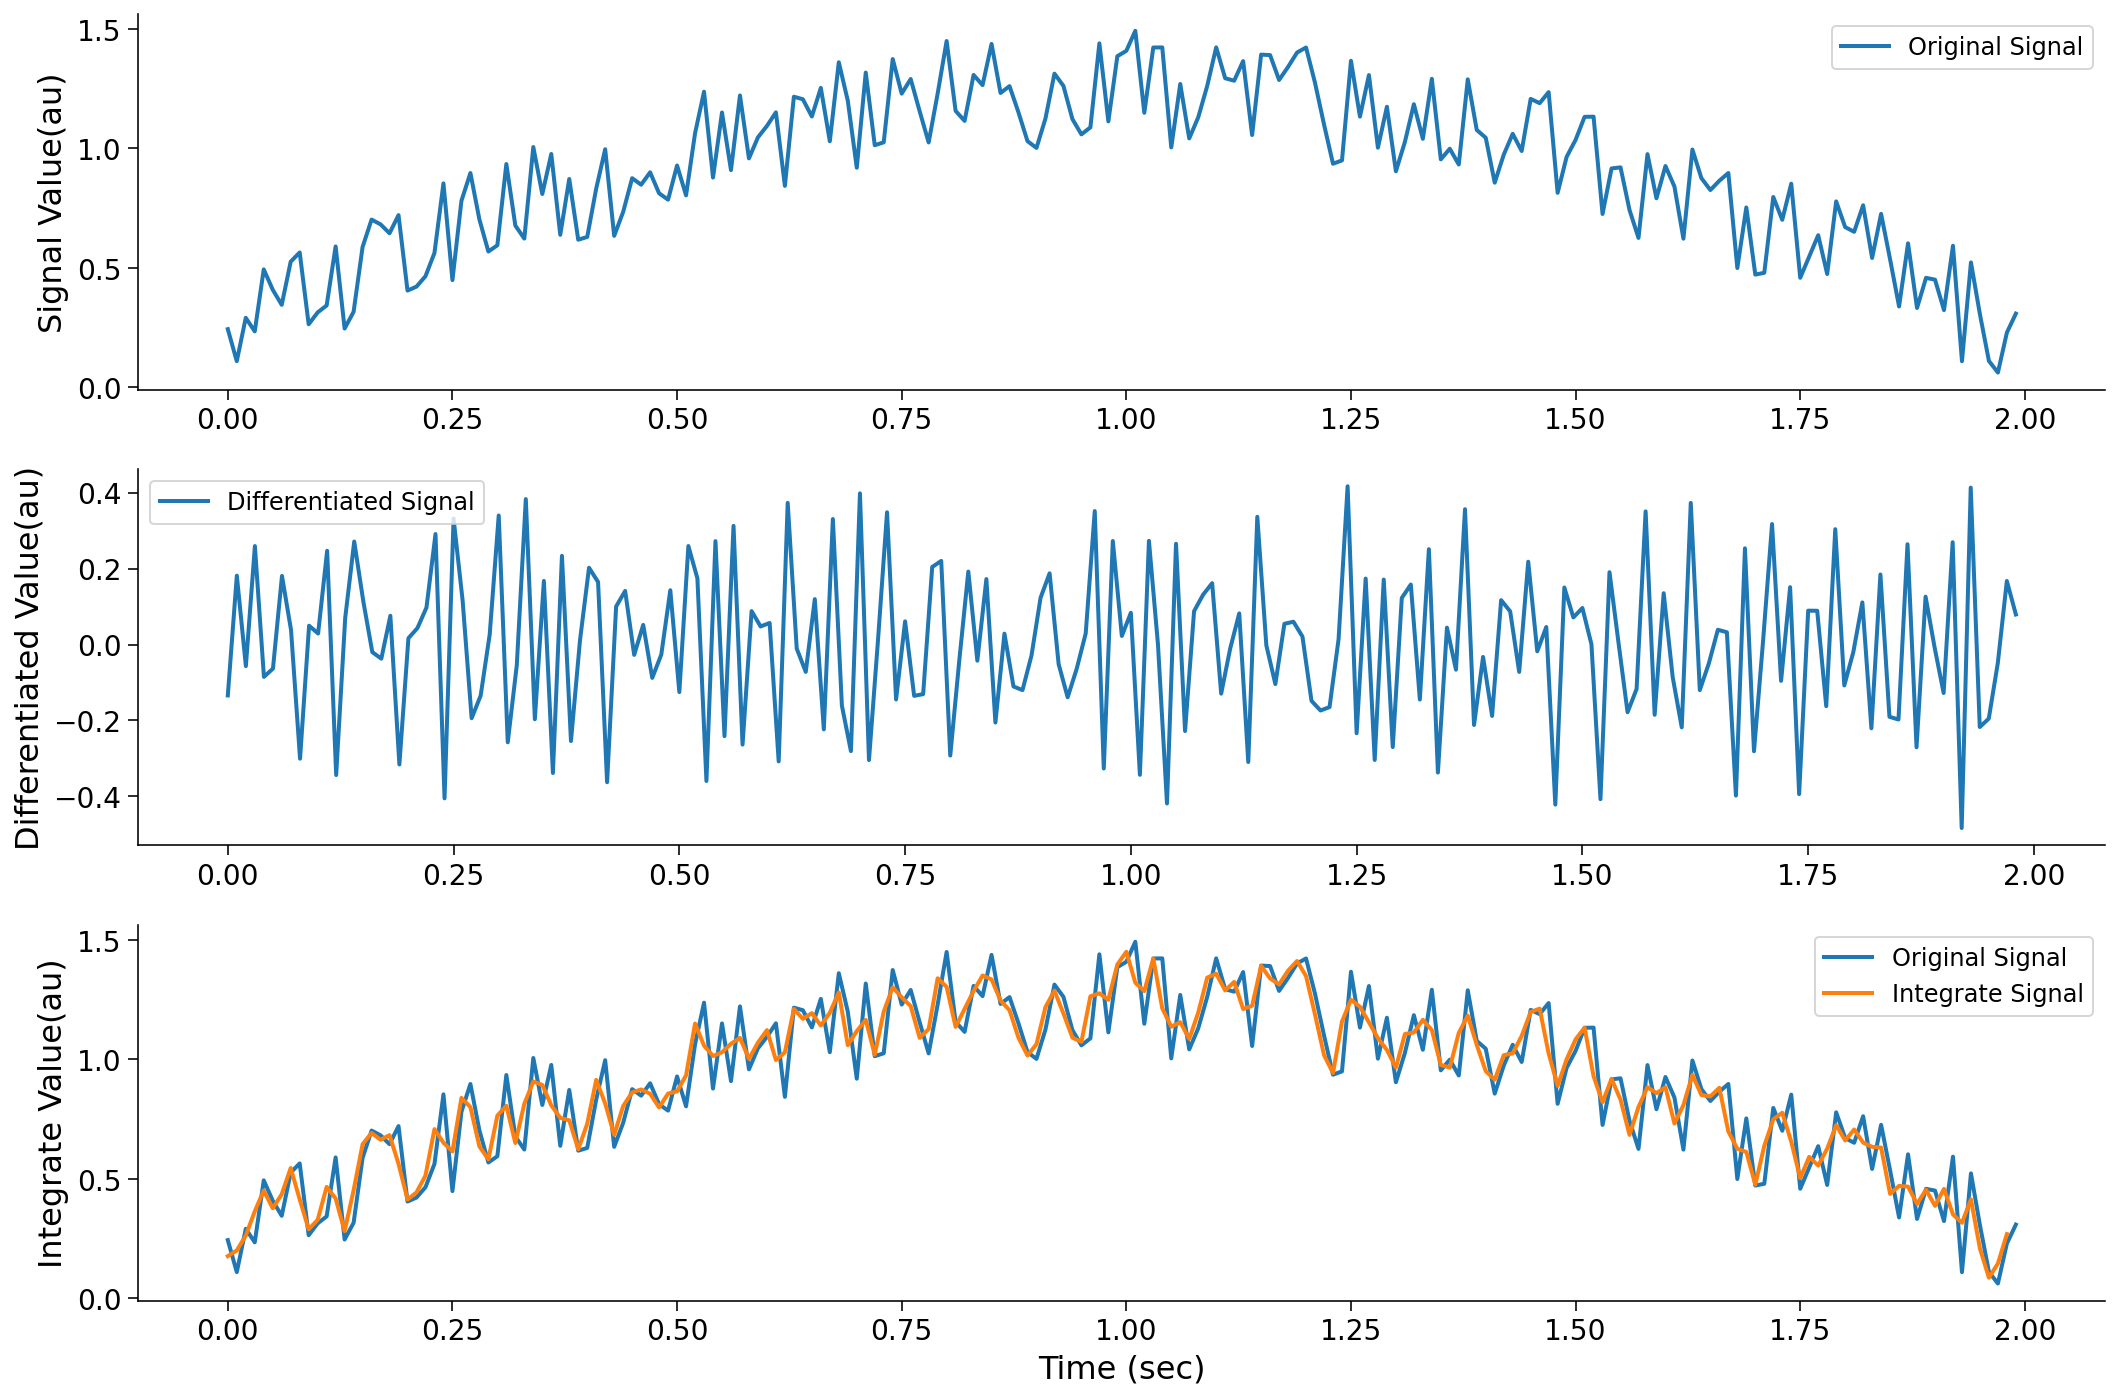 Signal Value(au)
1.5
1.0
0.5
0.0
Original Signal
0.00 0.25 0.50 0.75 1.00 1.25 1.50 1.75 2.00
Differentiated Value(au)
0.4
0.2
0.0
−0.2
−0.4
Differentiated Signal
0.00 0.25 0.50 0.75 1.00 1.25 1.50 1.75 2.00
Integrate Value(au)
1.5
1.0
0.5
0.0
Original Signal
Integrate Signal
0.00 0.25 0.50 0.75 1.00 1.25 1.50 1.75 2.00
Time (sec)